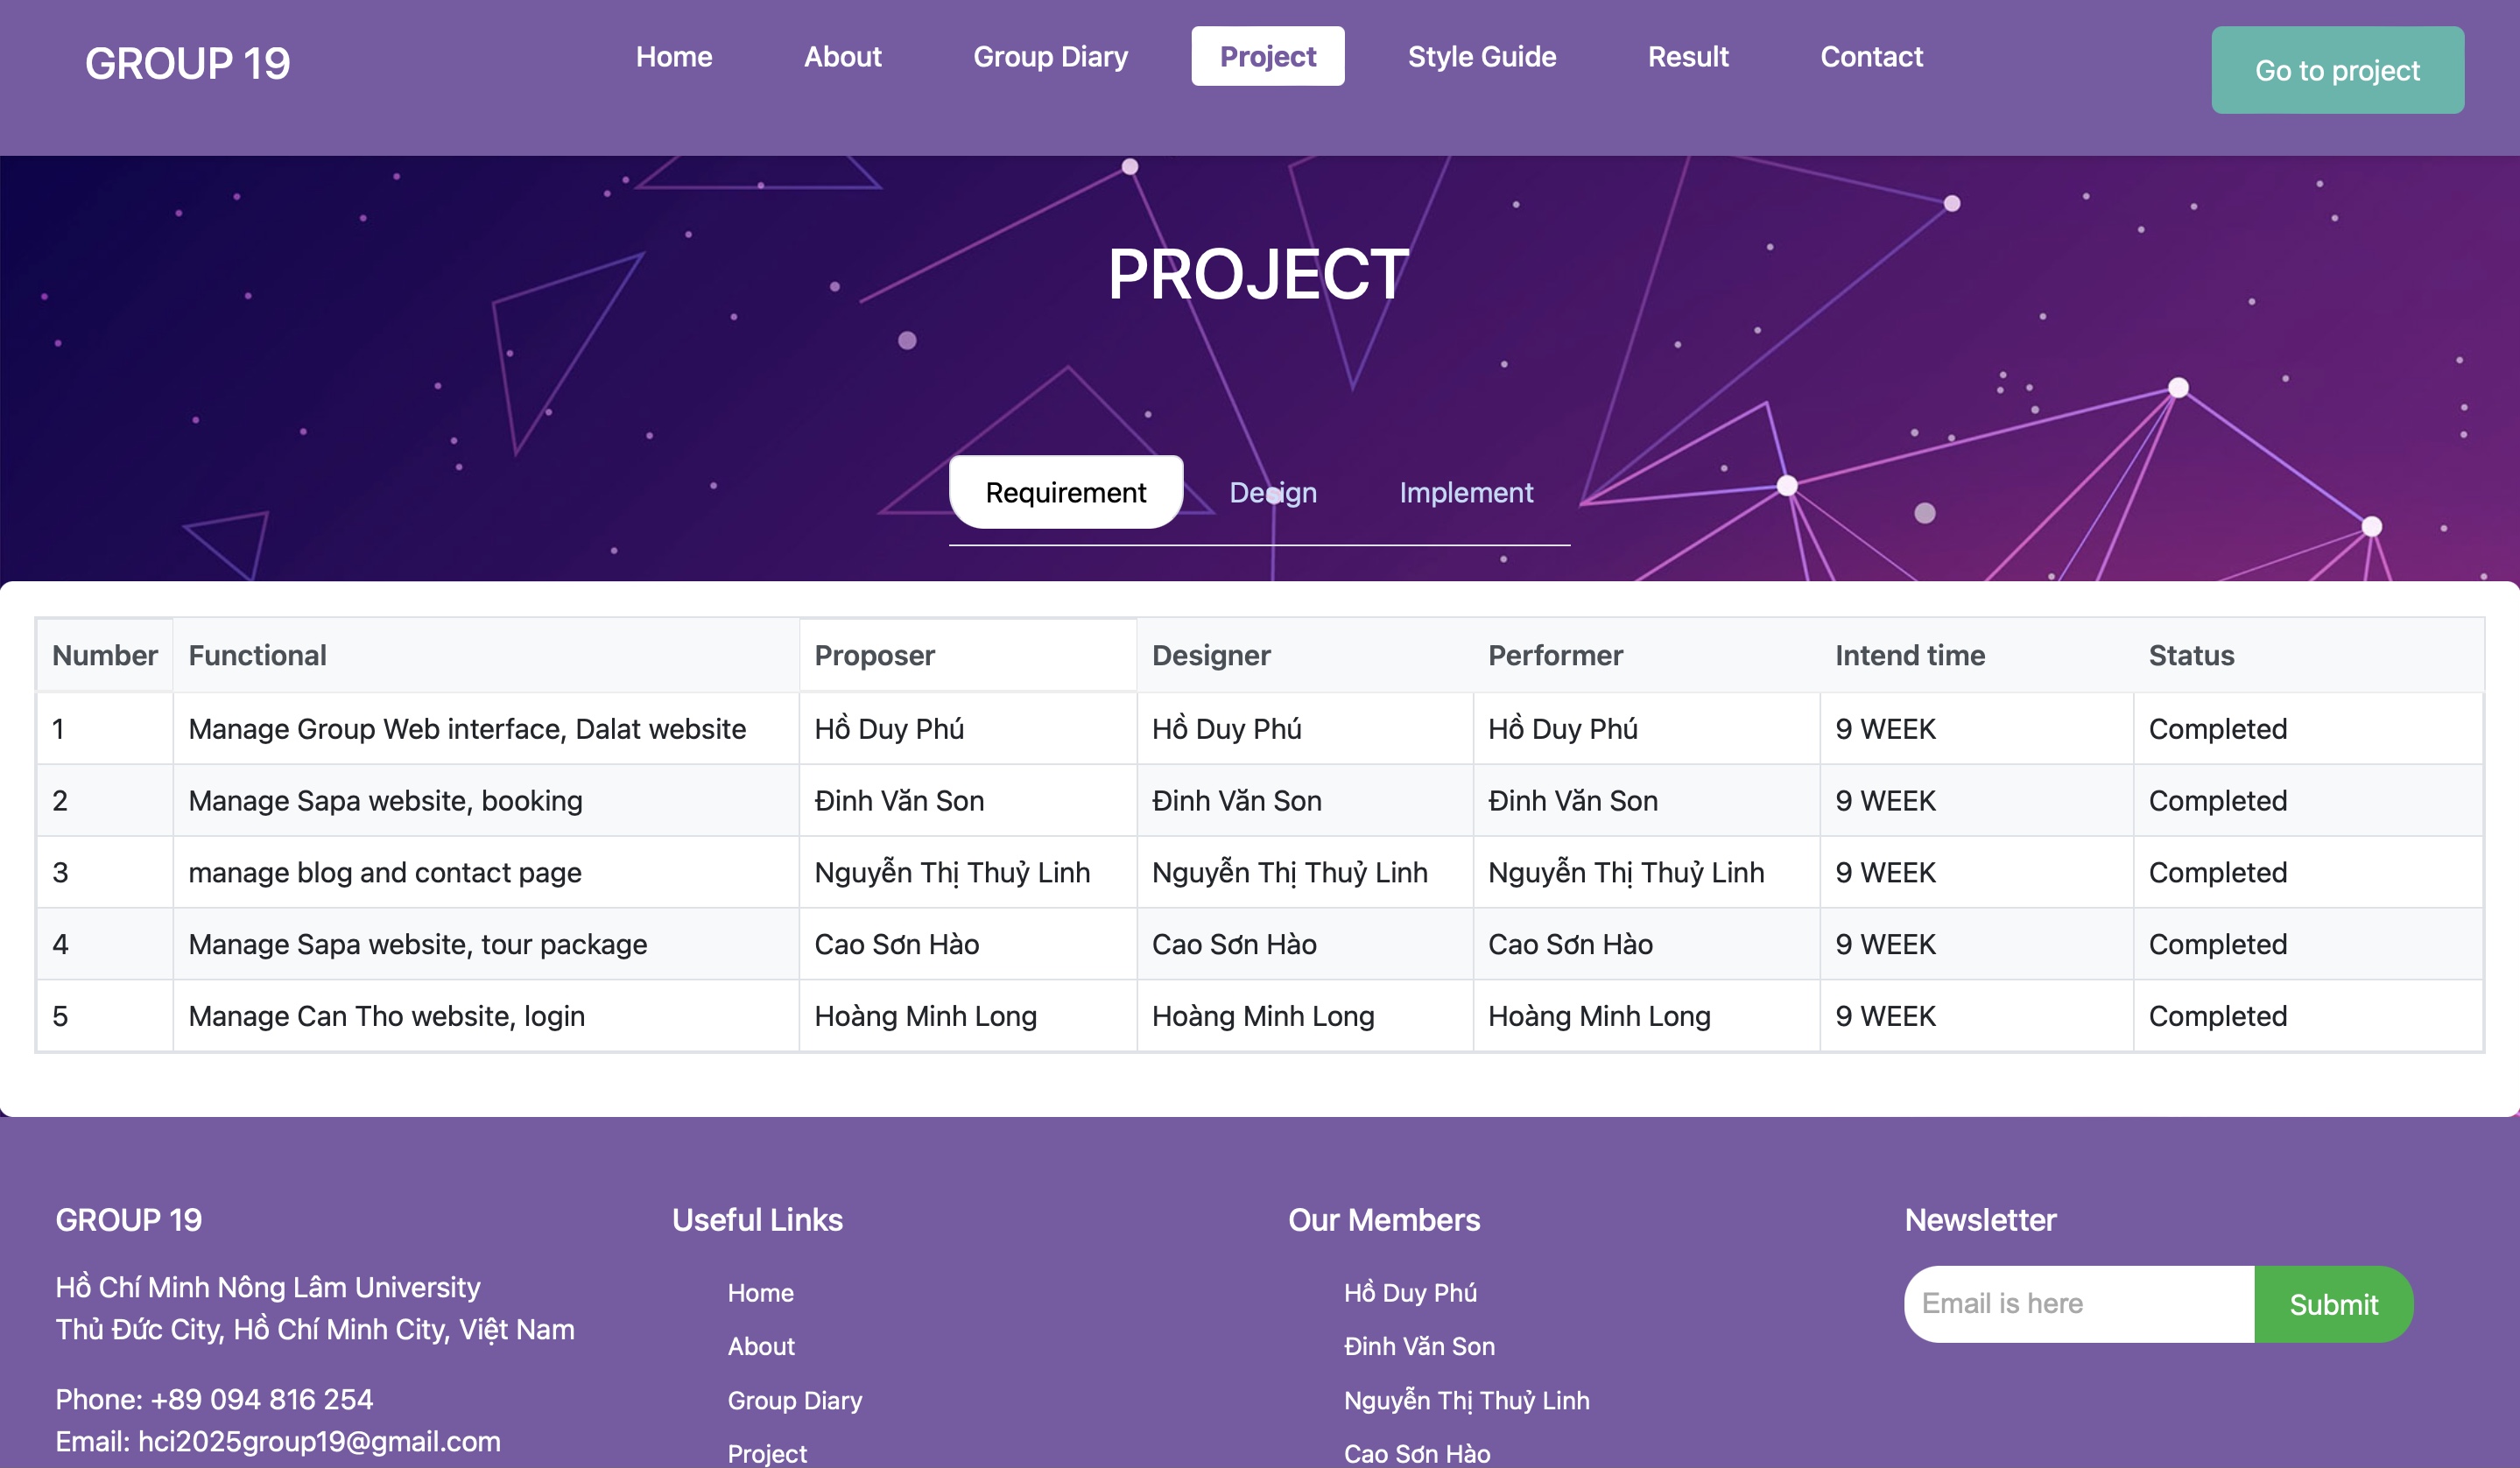 GROUP 19
Home About Group Diary Project Style Guide Result Contact
Go to project
PROJECT
Requirement Design Implement
Number Functional Proposer Designer Performer Intend time Status
1 Manage Group Web interface, Dalat website Hồ Duy Phú Hồ Duy Phú Hồ Duy Phú 9 WEEK Completed
2 Manage Sapa website, booking Đinh Văn Son Đinh Văn Son Đinh Văn Son 9 WEEK Completed
3 manage blog and contact page Nguyễn Thị Thuỷ Linh Nguyễn Thị Thuỷ Linh Nguyễn Thị Thuỷ Linh 9 WEEK Completed
4 Manage Sapa website, tour package Cao Sơn Hào Cao Sơn Hào Cao Sơn Hào 9 WEEK Completed
5 Manage Can Tho website, login Hoàng Minh Long Hoàng Minh Long Hoàng Minh Long 9 WEEK Completed
GROUP 19
Hồ Chí Minh Nông Lâm University
Thủ Đức City, Hồ Chí Minh City, Việt Nam
Phone: +89 094 816 254
Email: hci2025group19@gmail.com
Useful Links
Home
About
Group Diary
Project
Our Members
Hồ Duy Phú
Đinh Văn Son
Nguyễn Thị Thuỷ Linh
Cao Sơn Hào
Newsletter
Email is here
Submit